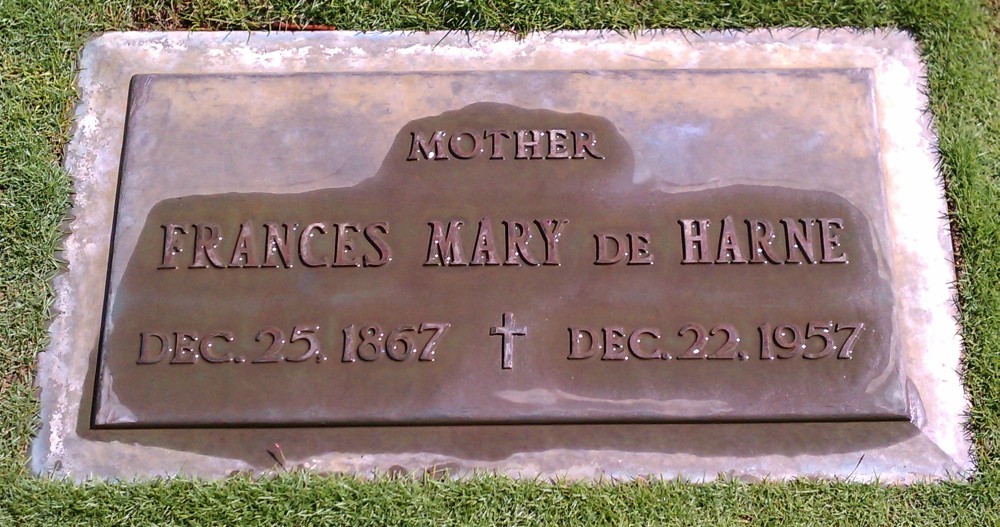 MOTHER
FRANCES MARY DE HARNE
DEC. 25, 1867 DEC. 22, 1957